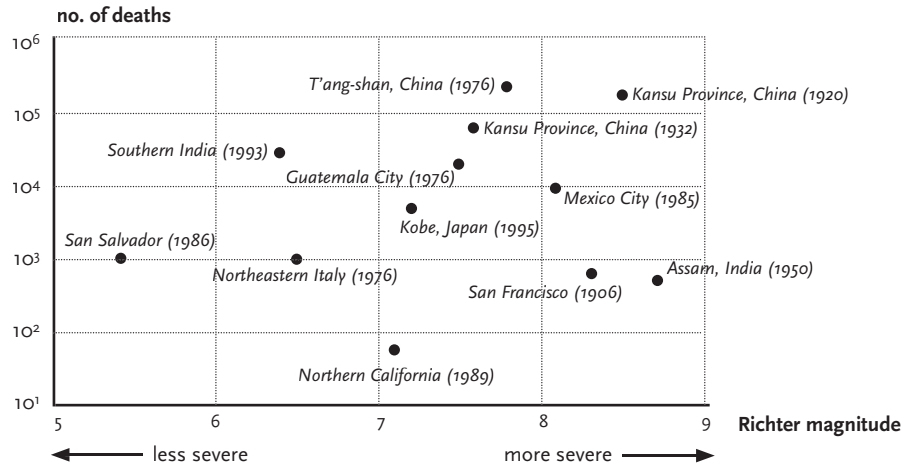 no. of deaths
10⁶
T'ang-shan, China (1976)
Kansu Province, China (1920)
10⁵
Kansu Province, China (1932)
Southern India (1993)
Guatemala City (1976)
10⁴
Mexico City (1985)
Kobe, Japan (1995)
San Salvador (1986)
10³
Northeastern Italy (1976)
Assam, India (1950)
San Francisco (1906)
10²
Northern California (1989)
10¹
5 6 7 8 9 Richter magnitude
less severe more severe